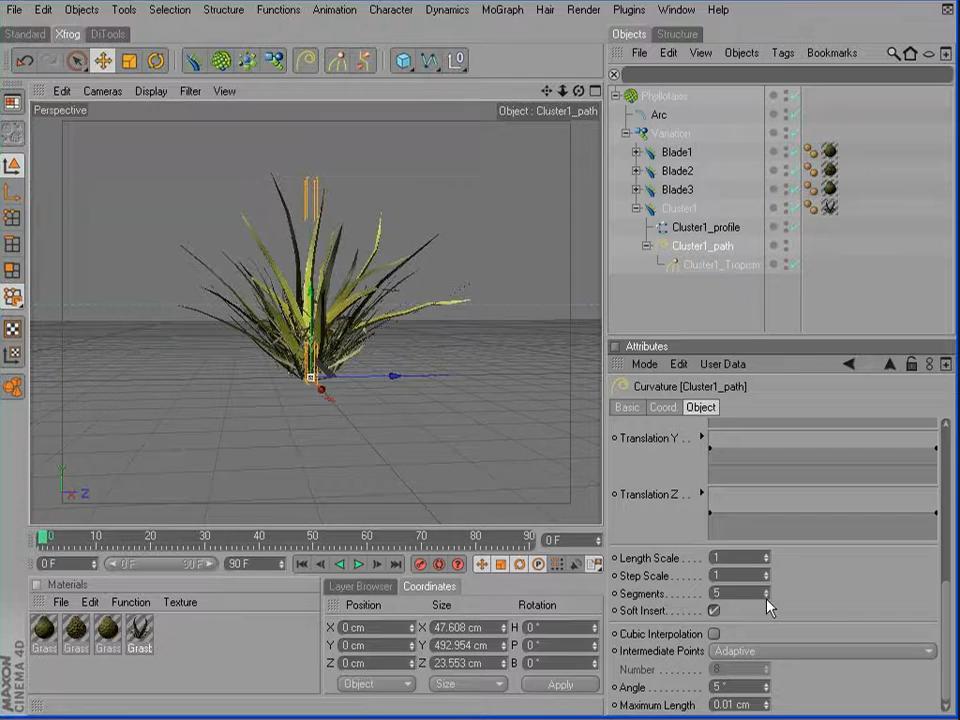 File Edit Objects Tools Selection Structure Functions Animation Character Dynamics MoGraph Hair Render Plugins Window Help
Standard Xfrog DiTools
Objects Structure
File Edit View Objects Tags Bookmarks
Edit Cameras Display Filter View
Perspective
Object : Cluster1_path
Phyllotaxis
Arc
Variation
Blade1
Blade2
Blade3
Cluster1
Cluster1_profile
Cluster1_path
Cluster1_Tropism
Attributes
Mode Edit User Data
Curvature [Cluster1_path]
Basic Coord. Object
Translation Y . .
Translation Z . .
Length Scale . . . 1
Step Scale . . . . 1
Segments. . . . . 5
Soft Insert. . . . . .
Cubic Interpolation
Intermediate Points Adaptive
Number . . . . . . 8
Angle . . . . . . . 5 °
Maximum Length 0.01 cm
Y
X Z
0 10 20 30 40 50 60 70 80 90 0 F
0 F 0 F 90 F 90 F
Materials
File Edit Function Texture
Grass Grass Grass Grass
Layer Browser Coordinates
Position Size Rotation
X 0 cm X 47.608 cm H 0 °
Y 0 cm Y 492.954 cm P 0 °
Z 0 cm Z 23.553 cm B 0 °
Object Size Apply
MAXON
CINEMA 4D